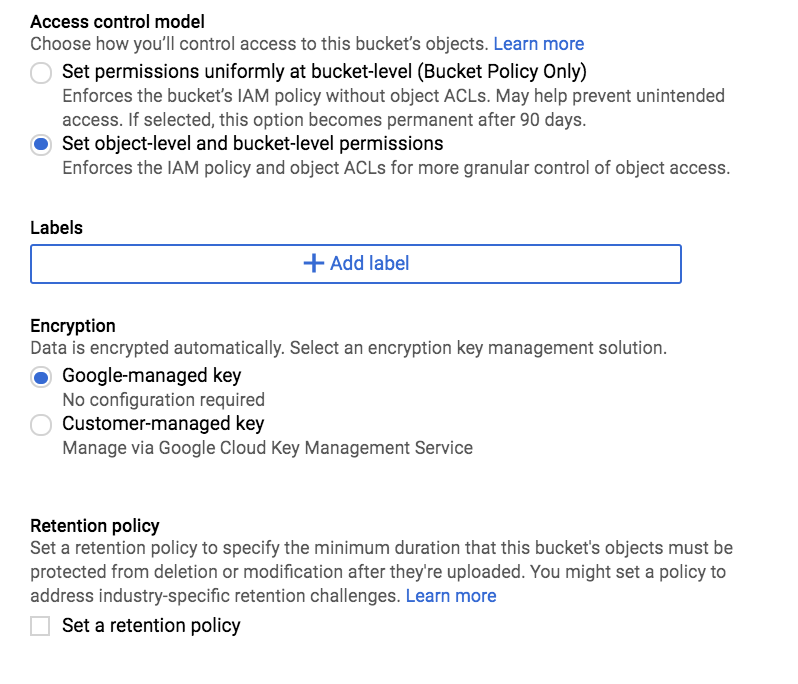 Access control model
Choose how you’ll control access to this bucket’s objects. Learn more
Set permissions uniformly at bucket-level (Bucket Policy Only)
Enforces the bucket’s IAM policy without object ACLs. May help prevent unintended
access. If selected, this option becomes permanent after 90 days.
Set object-level and bucket-level permissions
Enforces the IAM policy and object ACLs for more granular control of object access.
Labels
+ Add label
Encryption
Data is encrypted automatically. Select an encryption key management solution.
Google-managed key
No configuration required
Customer-managed key
Manage via Google Cloud Key Management Service
Retention policy
Set a retention policy to specify the minimum duration that this bucket's objects must be
protected from deletion or modification after they're uploaded. You might set a policy to
address industry-specific retention challenges. Learn more
Set a retention policy